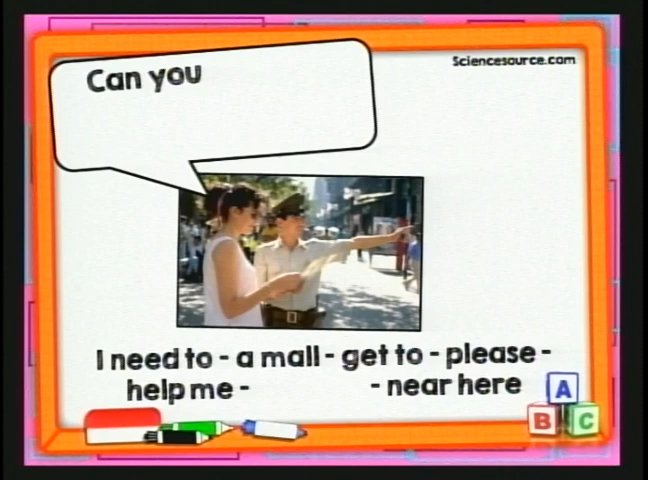 Can you
Sciencesource.com
I need to - a mall - get to - please -
help me - - near here
A
B C